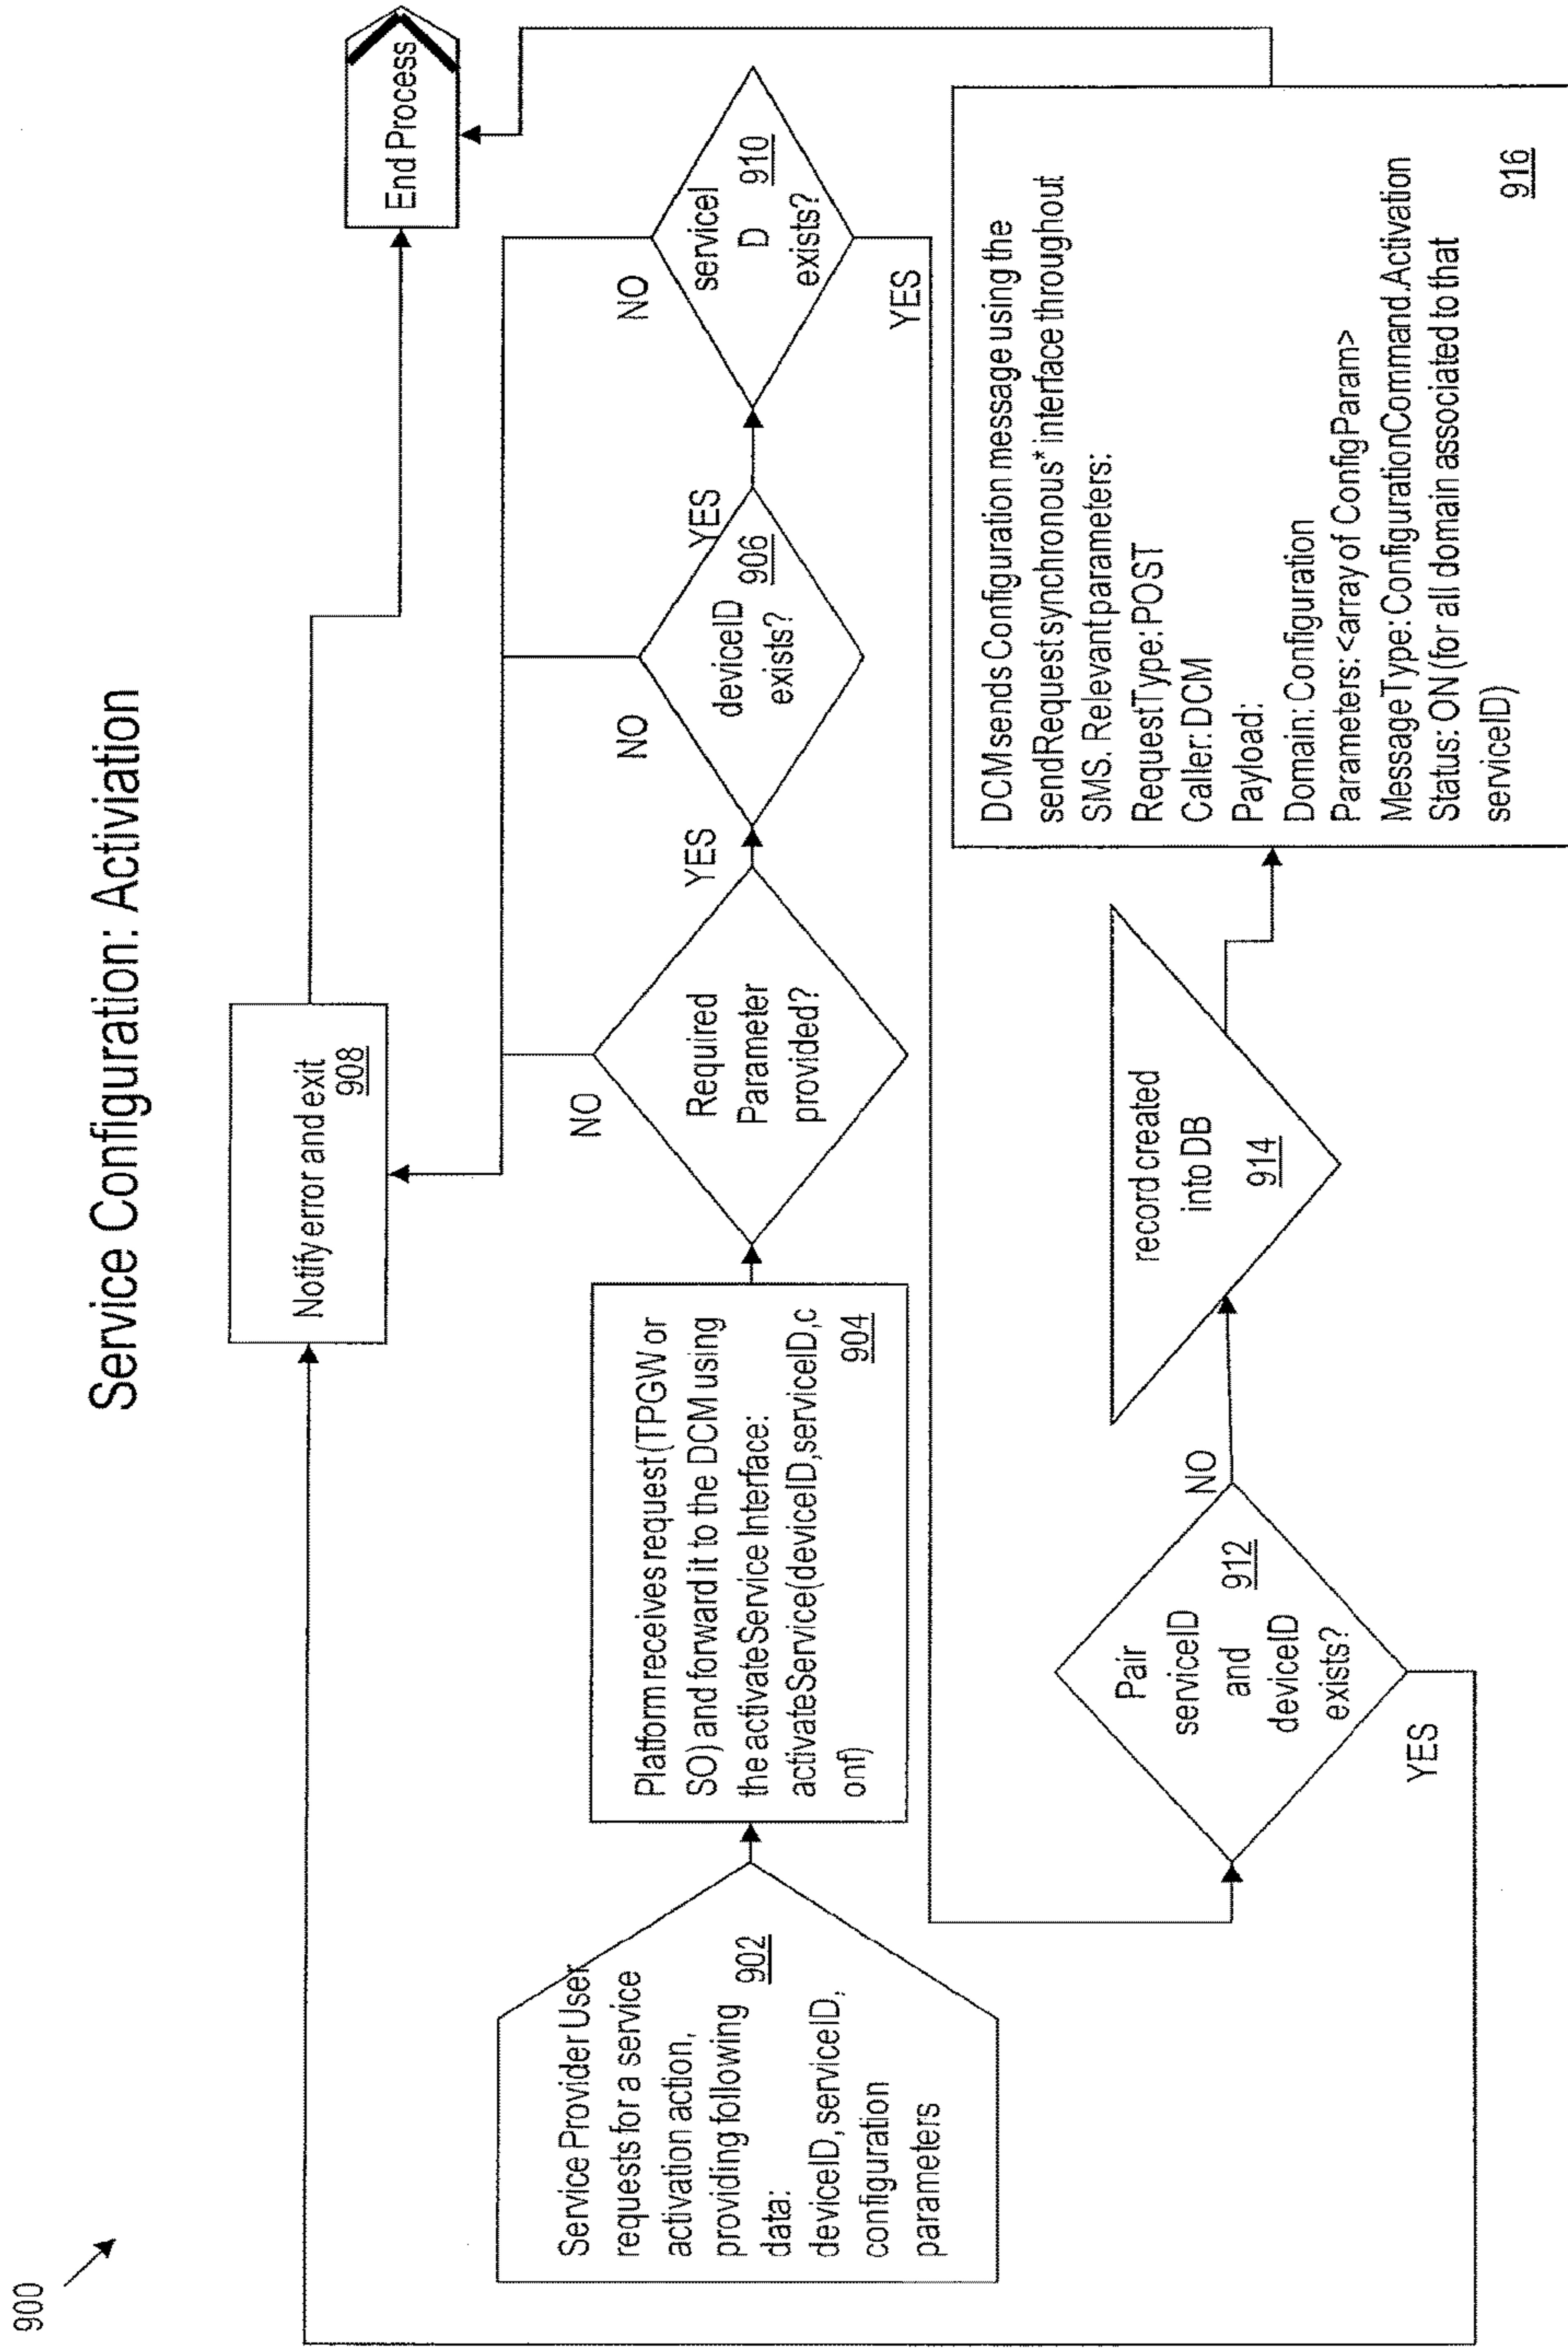 900
Service Configuration: Activiation
Notify error and exit
908
End Process
Service Provider User
requests for a service
activation action,
providing following
902
data:
deviceID, serviceID,
configuration
parameters
Platform receives request (TPGW or
SO) and forward it to the DCM using
the activateService Interface:
activateService(deviceID,serviceID,c
onf)
904
Required
Parameter
provided?
NO
YES
deviceID
906
exists?
NO
YES
serviceI
D
910
exists?
NO
YES
Pair
serviceID
and
912
deviceID
exists?
NO
YES
record created
into DB
914
DCM sends Configuration message using the
sendRequest synchronous* interface throughout
SMS. Relevant parameters:
RequestType: POST
Caller: DCM
Payload:
Domain: Configuration
Parameters: <array of ConfigParam>
MessageType: ConfigurationCommand.Activation
Status: ON (for all domain associated to that
serviceID)
916